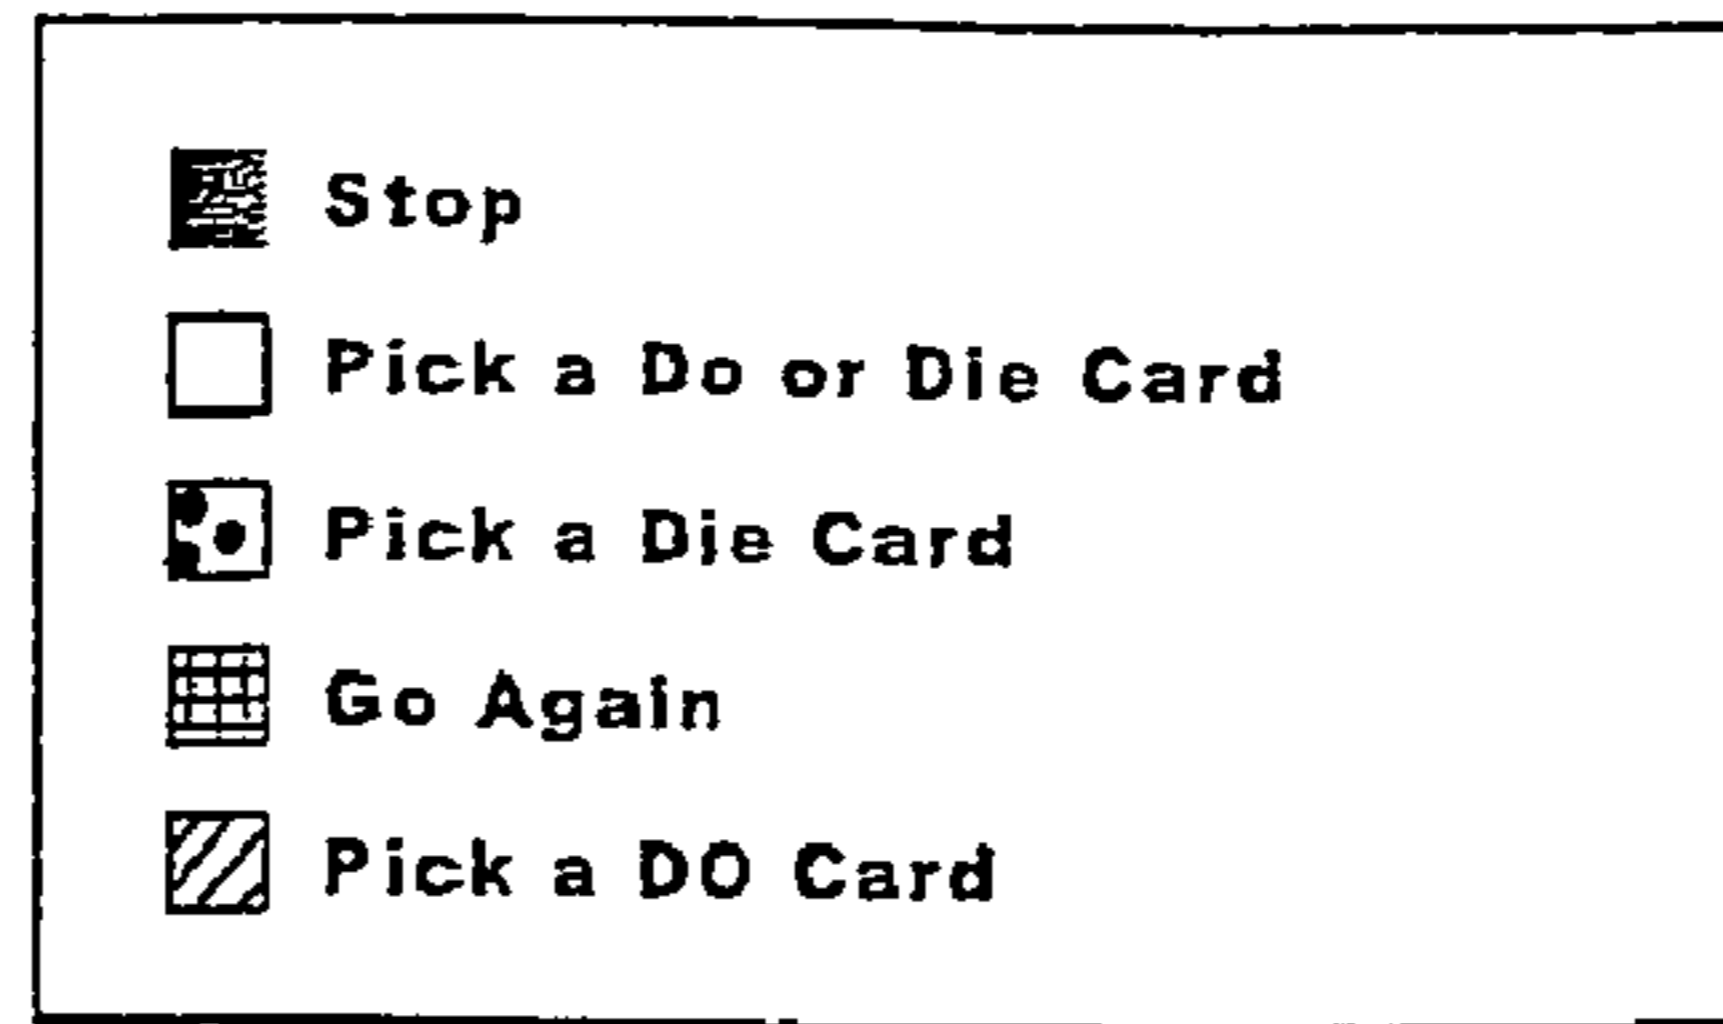 Stop
Pick a Do or Die Card
Pick a Die Card
Go Again
Pick a DO Card